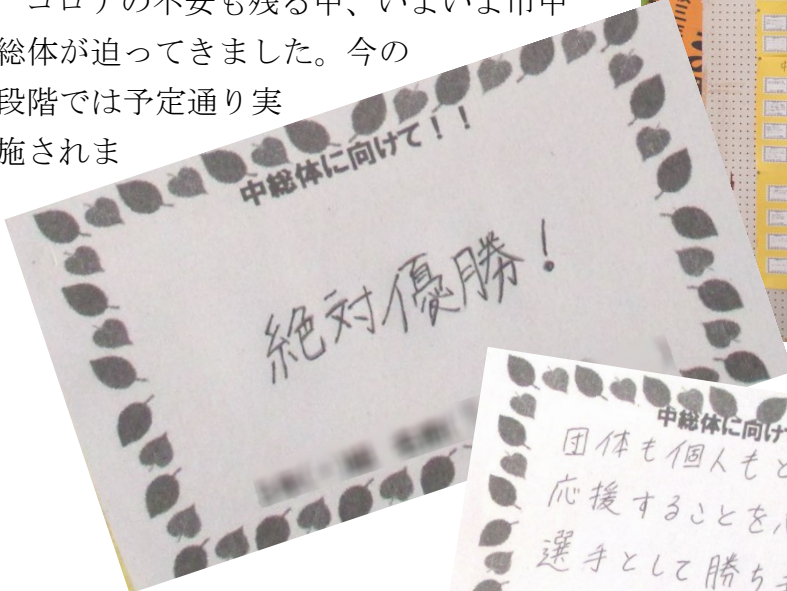 コロナの不安も残る中、いよいよ市中
総体が迫ってきました。今の
段階では予定通り実
施されま
中総体に向けて！！
絶対優勝！
中総体に向け
団体も個人も
応援することを
選手として勝ち